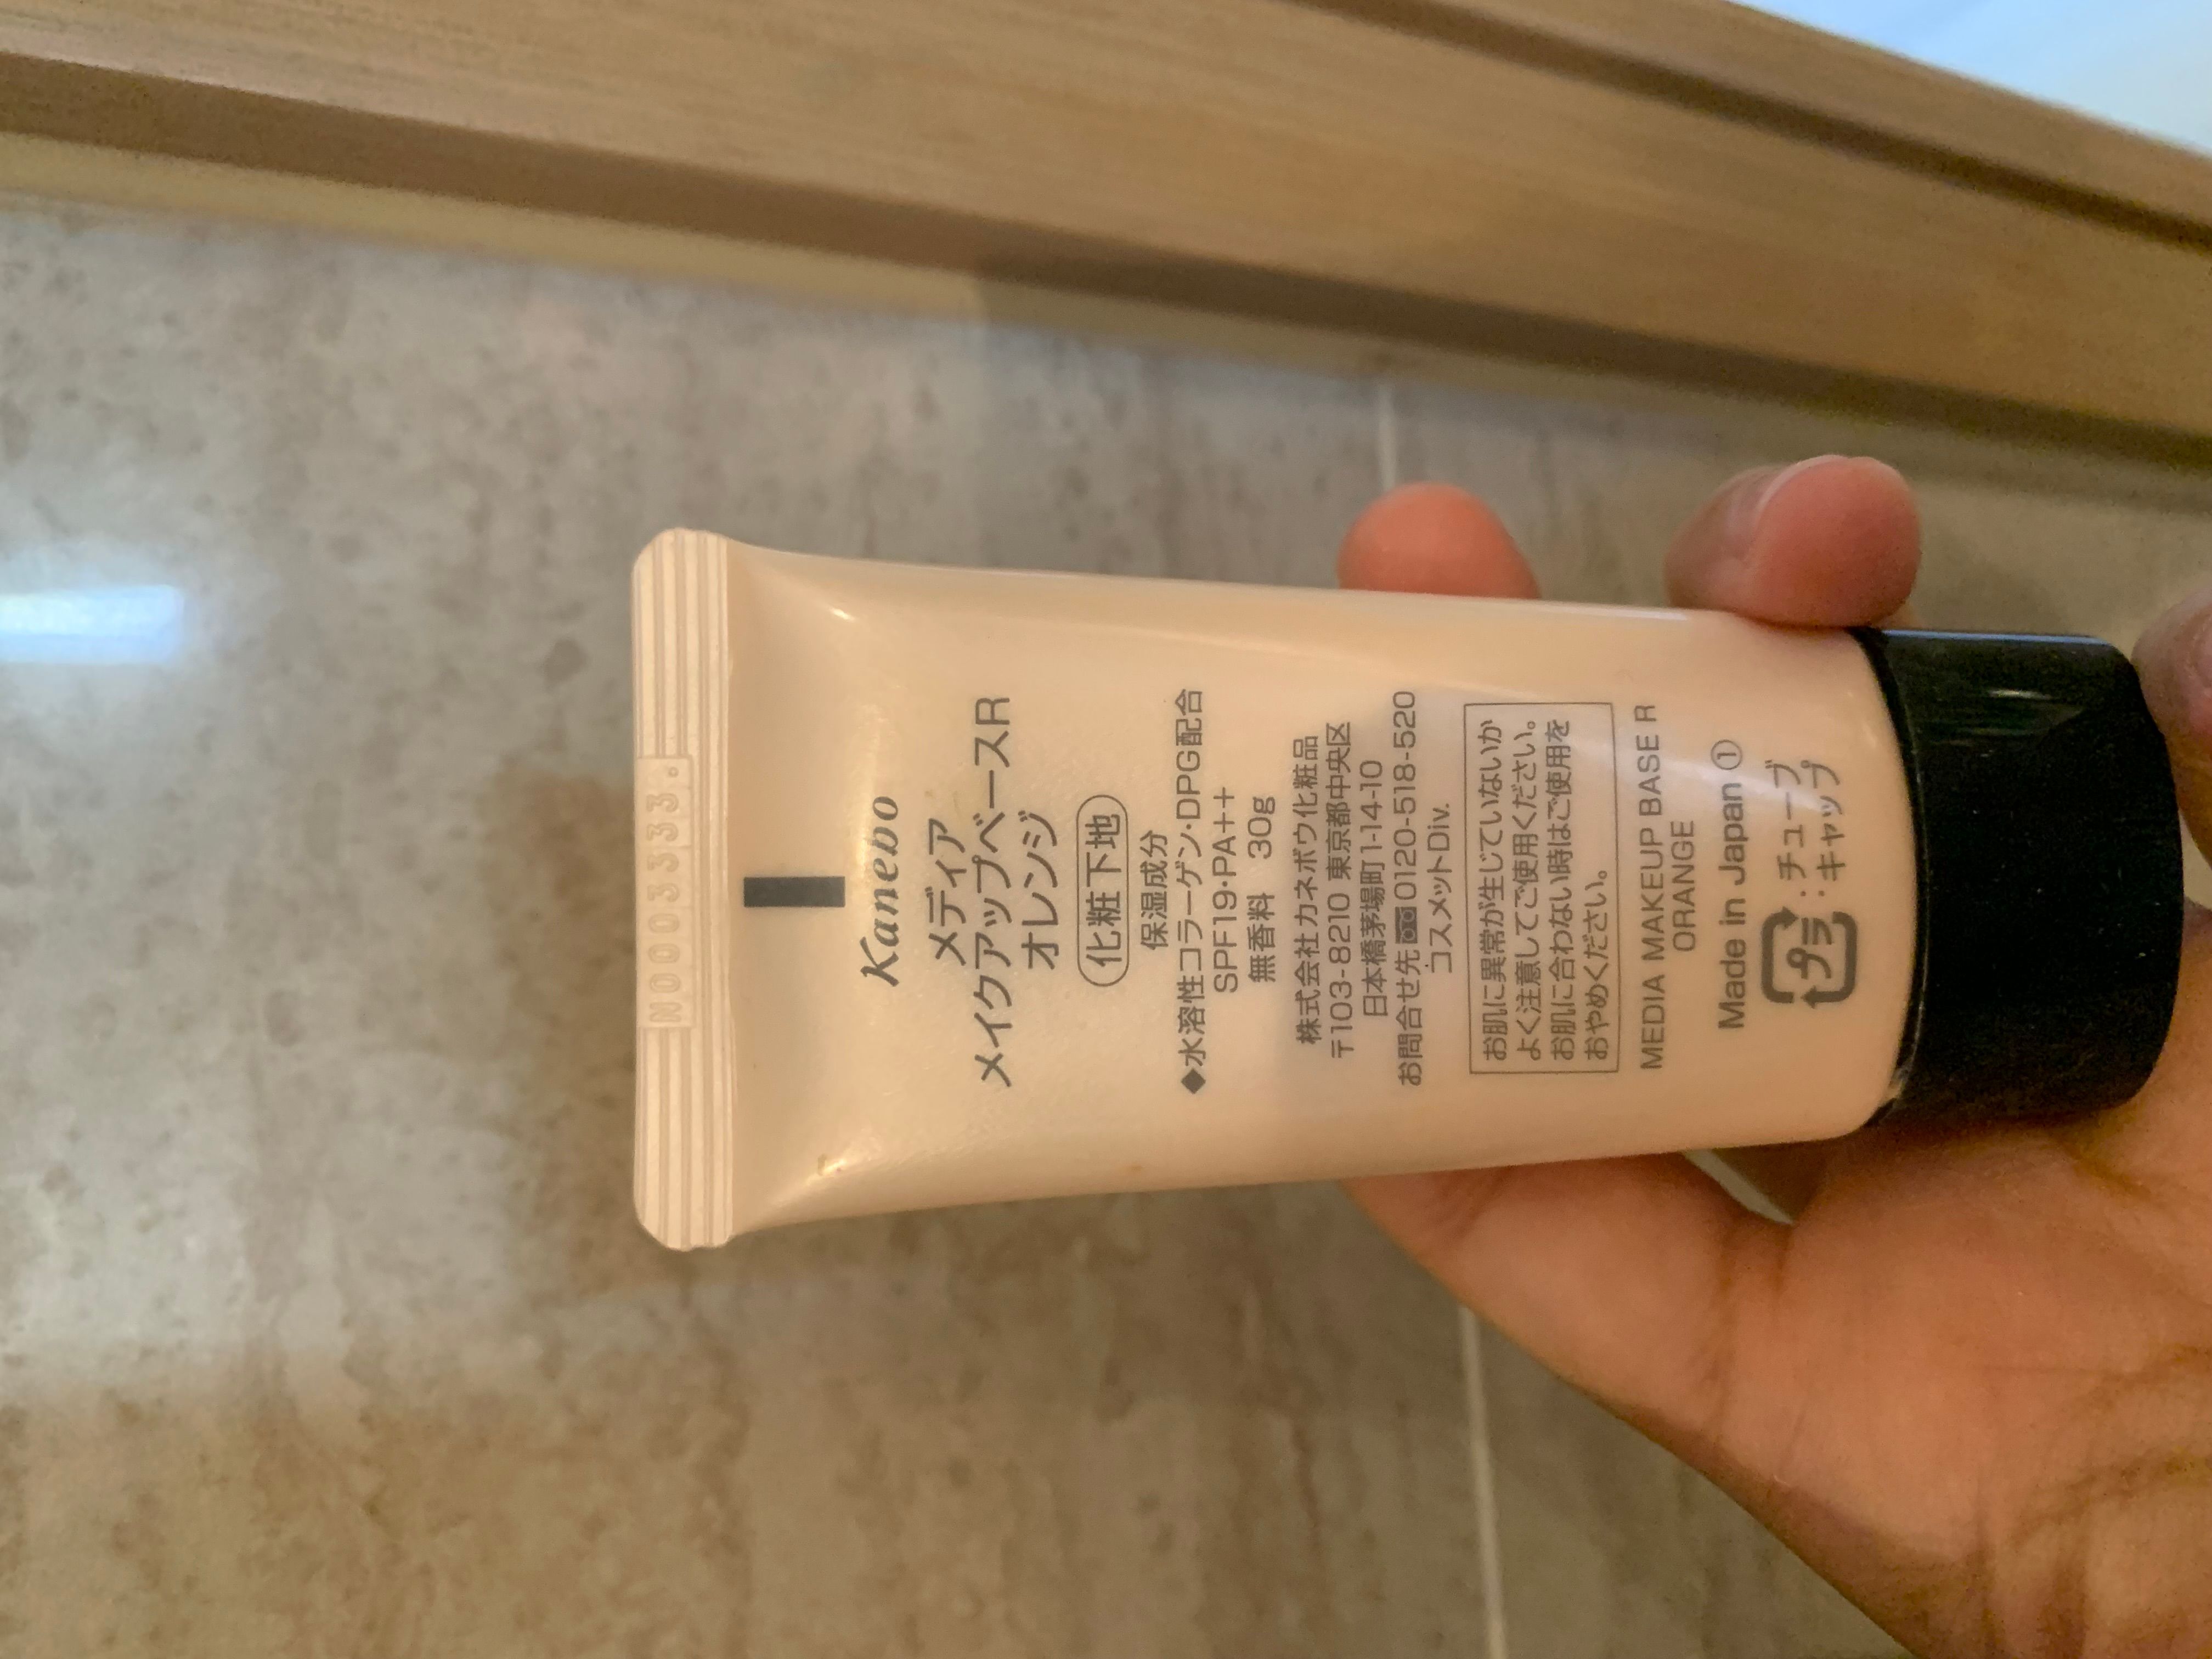 N000333.
Kanebo
メディア
メイクアップベースR
オレンジ
化粧下地
保湿成分
◆水溶性コラーゲン・DPG配合
SPF19・PA++
無香料 30g
株式会社カネボウ化粧品
〒103-8210 東京都中央区
日本橋茅場町1-14-10
お問合せ先 0120-518-520
コスメットDiv.
お肌に異常が生じていないか
よく注意してご使用ください。
お肌に合わない時はご使用を
おやめください。
MEDIA MAKEUP BASE R
ORANGE
Made in Japan ①
プラ :チューブ
:キャップ